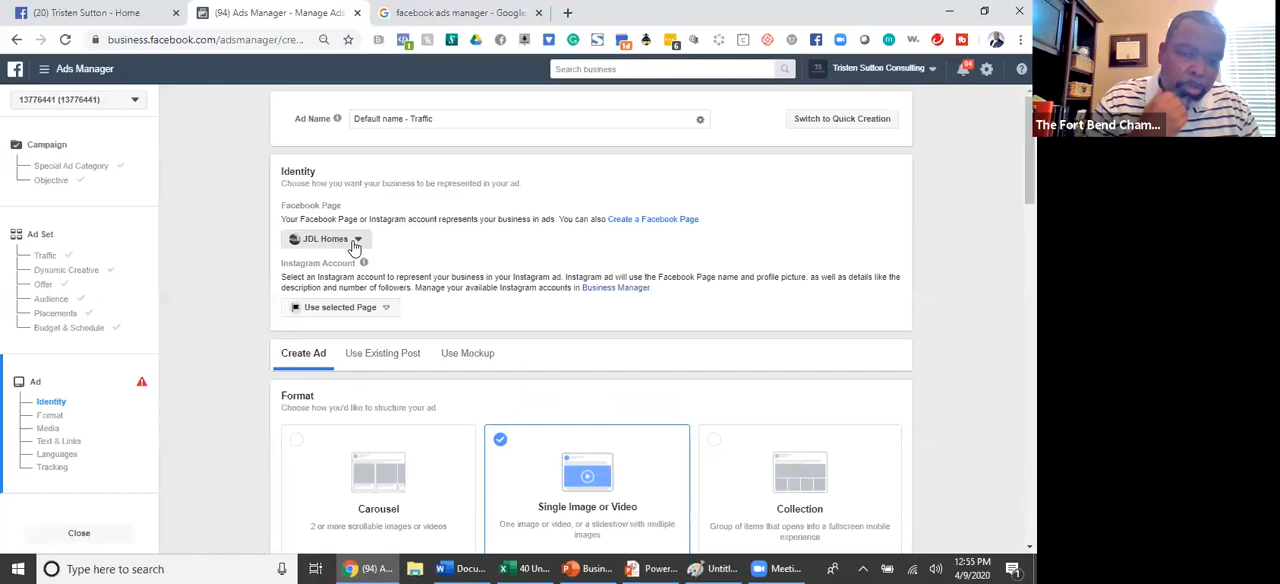 (20) Tristen Sutton - Home
(94) Ads Manager - Manage Ads
facebook ads manager - Google
business.facebook.com/adsmanager/cre...
Ads Manager
Search business
Tristen Sutton Consulting
94
13776441 (13776441)
Campaign
Special Ad Category
Objective
Ad Set
Traffic
Dynamic Creative
Offer
Audience
Placements
Budget & Schedule
Ad
Identity
Format
Media
Text & Links
Languages
Tracking
Close
Ad Name
Default name - Traffic
Switch to Quick Creation
Identity
Choose how you want your business to be represented in your ad.
Facebook Page
Your Facebook Page or Instagram account represents your business in ads. You can also Create a Facebook Page
JDL Homes
Instagram Account
Select an Instagram account to represent your business in your Instagram ad. Instagram ad will use the Facebook Page name and profile picture, as well as details like the
description and number of followers. Manage your available Instagram accounts in Business Manager.
Use selected Page
Create Ad Use Existing Post Use Mockup
Format
Choose how you'd like to structure your ad.
Carousel
2 or more scrollable images or videos
Single Image or Video
One image or video, or a slideshow with multiple
images
Collection
Group of items that opens into a fullscreen mobile
experience
The Fort Bend Cham...
Type here to search
(94) A...
Docu...
40 Un...
Busin...
Power...
Untitl...
Meeti...
12:55 PM
4/9/2020